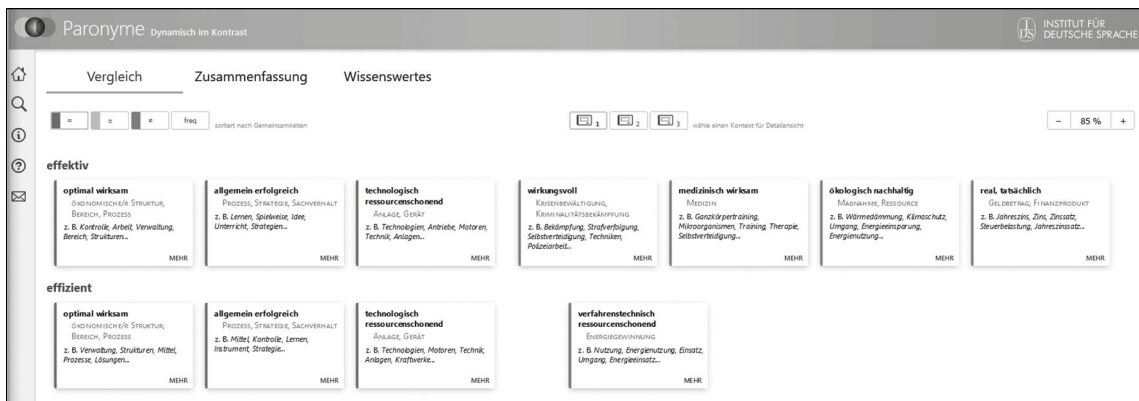 Paronyme Dynamisch im Kontrast
INSTITUT FÜR
DEUTSCHE SPRACHE
Vergleich Zusammenfassung Wissenswertes
= ≅ ≠ freq sortiert nach Gemeinsamkeiten 1 2 3 wähle einen Kontext für Detailansicht − 85 % +
effektiv
optimal wirksam
ÖKONOMISCHE/R STRUKTUR,
BEREICH, PROZESS
z. B. Kontrolle, Arbeit, Verwaltung,
Bereich, Strukturen...
MEHR
allgemein erfolgreich
PROZESS, STRATEGIE, SACHVERHALT
z. B. Lernen, Spielweise, Idee,
Unterricht, Strategien...
MEHR
technologisch
ressourcenschonend
ANLAGE, GERÄT
z. B. Technologien, Antriebe, Motoren,
Technik, Anlagen...
MEHR
wirkungsvoll
KRISENBEWÄLTIGUNG,
KRIMINALITÄTSBEKÄMPFUNG
z. B. Bekämpfung, Strafverfolgung,
Selbstverteidigung, Techniken,
Polizeiarbeit...
MEHR
medizinisch wirksam
MEDIZIN
z. B. Ganzkörpertraining,
Mikroorganismen, Training, Therapie,
Selbstverteidigung...
MEHR
ökologisch nachhaltig
MAßNAHME, RESSOURCE
z. B. Wärmedämmung, Klimaschutz,
Umgang, Energieeinsparung,
Energienutzung...
MEHR
real, tatsächlich
GELDBETRAG, FINANZPRODUKT
z. B. Jahreszins, Zins, Zinssatz,
Steuerbelastung, Jahreszinssatz...
MEHR
effizient
optimal wirksam
ÖKONOMISCHE/R STRUKTUR,
BEREICH, PROZESS
z. B. Verwaltung, Strukturen, Mittel,
Prozesse, Lösungen...
MEHR
allgemein erfolgreich
PROZESS, STRATEGIE, SACHVERHALT
z. B. Mittel, Kontrolle, Lernen,
Instrument, Strategie...
MEHR
technologisch
ressourcenschonend
ANLAGE, GERÄT
z. B. Technologien, Motoren, Technik,
Anlagen, Kraftwerke...
MEHR
verfahrenstechnisch
ressourcenschonend
ENERGIEGEWINNUNG
z. B. Nutzung, Energienutzung, Einsatz,
Umgang, Energieeinsatz...
MEHR